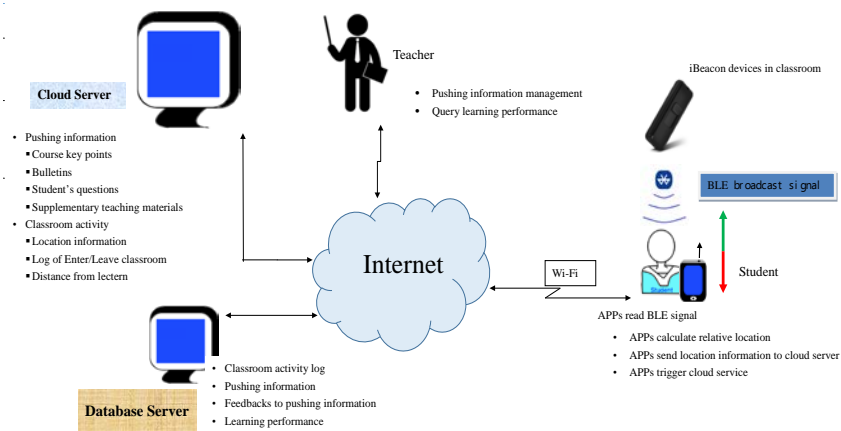 Teacher
• Pushing information management
• Query learning performance
iBeacon devices in classroom
Cloud Server
• Pushing information
▪ Course key points
▪ Bulletins
▪ Student's questions
▪ Supplementary teaching materials
• Classroom activity
▪ Location information
▪ Log of Enter/Leave classroom
▪ Distance from lectern
BLE broadcast signal
Internet
Wi-Fi
Student
Student
APPs read BLE signal
• APPs calculate relative location
• APPs send location information to cloud server
• APPs trigger cloud service
Database Server
• Classroom activity log
• Pushing information
• Feedbacks to pushing information
• Learning performance